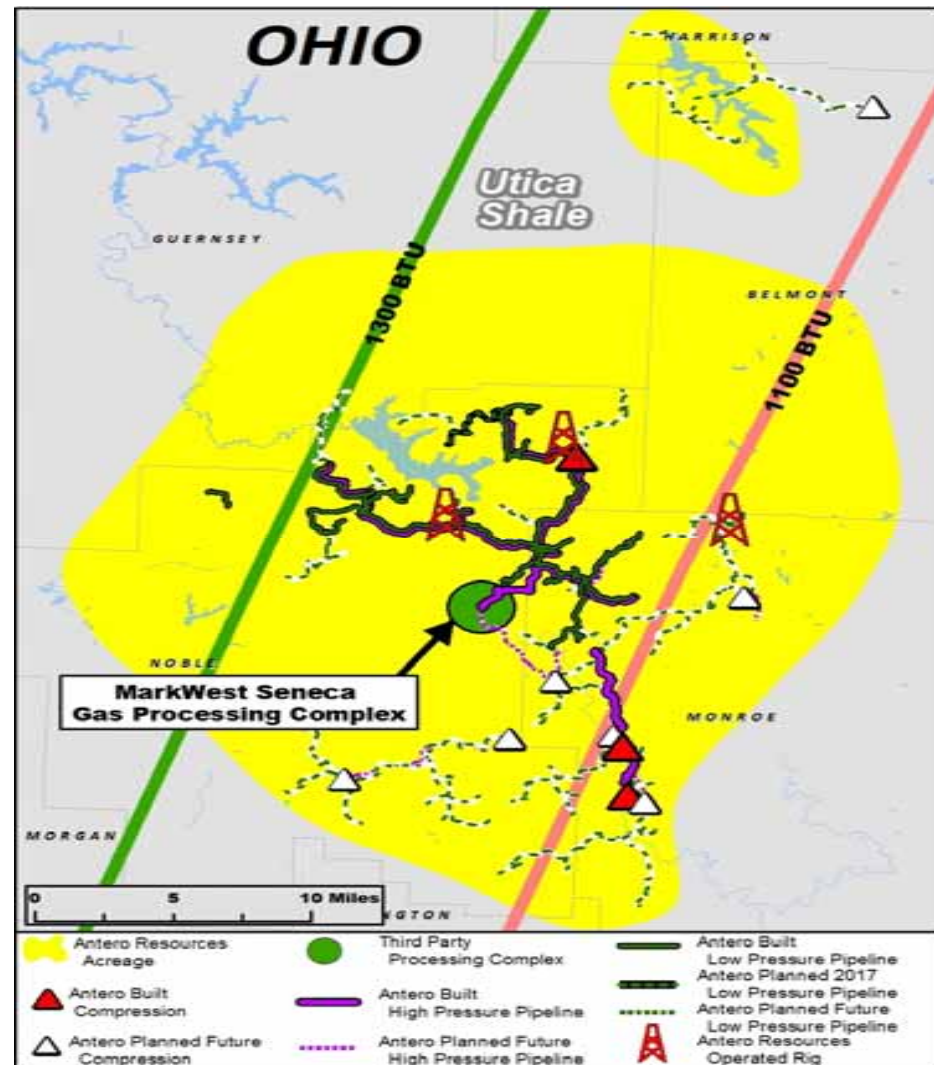 OHIO
HARRISON
Utica
Shale
GUERNSEY
1300 BTU
BELMONT
1100 BTU
NOBLE
MarkWest Seneca
Gas Processing Complex
MONROE
MORGAN
0 5 10 Miles
NGTON
Antero Resources
Acreage
Third Party
Processing Complex
Antero Built
Low Pressure Pipeline
Antero Planned 2017
Low Pressure Pipeline
Antero Built
Compression
Antero Built
High Pressure Pipeline
Antero Planned Future
Low Pressure Pipeline
Antero Planned Future
Compression
Antero Planned Future
High Pressure Pipeline
Antero Resources
Operated Rig